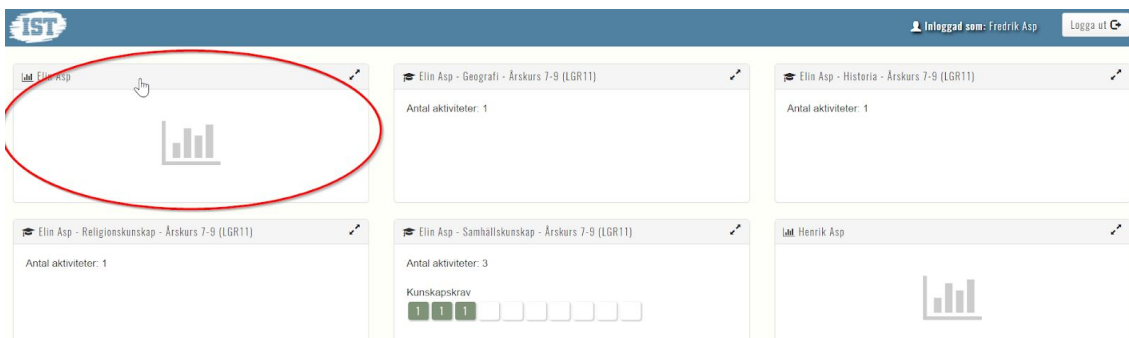 IST
Inloggad som: Fredrik Asp
Logga ut
Elin Asp
Elin Asp - Geografi - Årskurs 7-9 (LGR11)
Antal aktiviteter: 1
Elin Asp - Historia - Årskurs 7-9 (LGR11)
Antal aktiviteter: 1
Elin Asp - Religionskunskap - Årskurs 7-9 (LGR11)
Antal aktiviteter: 1
Elin Asp - Samhällskunskap - Årskurs 7-9 (LGR11)
Antal aktiviteter: 3
Kunskapskrav
1 1 1
Henrik Asp